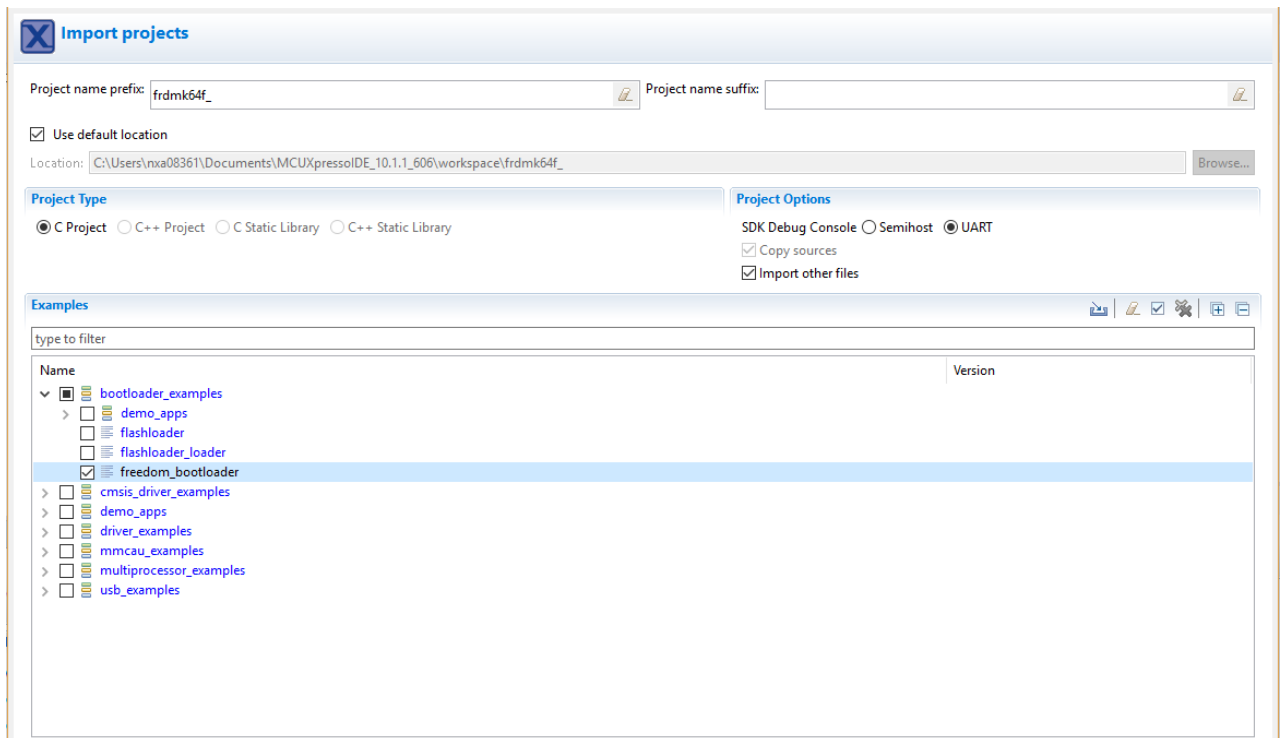 Import projects
Project name prefix: frdmk64f_ Project name suffix:
Use default location
Location: C:\Users\nxa08361\Documents\MCUXpressoIDE_10.1.1_606\workspace\frdmk64f_ Browse...
Project Type Project Options
C Project C++ Project C Static Library C++ Static Library SDK Debug Console Semihost UART
Copy sources
Import other files
Examples
type to filter
Name Version
bootloader_examples
demo_apps
flashloader
flashloader_loader
freedom_bootloader
cmsis_driver_examples
demo_apps
driver_examples
mmcau_examples
multiprocessor_examples
usb_examples